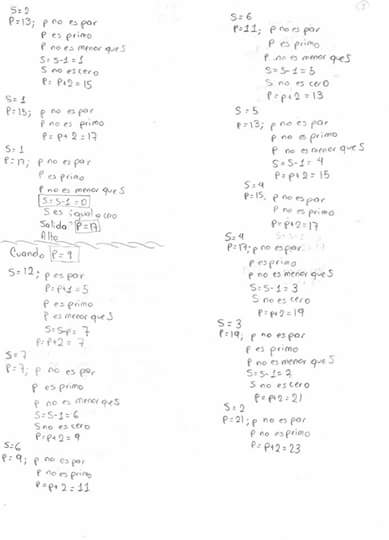 S=2
P=13; p no es par
P es primo
P no es menor que S
S=S-1=1
S no es cero
P=P+2=15
S=1
P=15; p no es par
P no es primo
P=p+2=17
S=1
P=17; p no es par
P es primo
P no es menor que S
S=S-1=0
S es igual a cero
Salida P=17
Alto
Cuando P=9
S=12; p es par
P=P+1=5
P es primo
P es menor que S
S=S-p=7
P=P+2=7
S=7
P=7; p no es par
P es primo
P no es menor que S
S=S-1=6
S no es cero
P=P+2=9
S=6
P=9; p no es par
P no es primo
P=P+2=11
S=6
P=11; p no es par
P es primo
P no es menor que S
S=S-1=5
S no es cero
P=P+2=13
S=5
P=13; p no es par
P no es primo
P no es menor que S
S=S-1=4
P=P+2=15
S=4
P=15; p no es par
P no es primo
P=P+2=17
S=4
P=17; p no es par
P es primo
P no es menor que S
S=S-1=3
S no es cero
P=P+2=19
S=3
P=19; p no es par
P es primo
P no es menor que S
S=S-1=2
S no es cero
P=P+2=21
S=2
P=21; p no es par
P no es primo
P=P+2=23